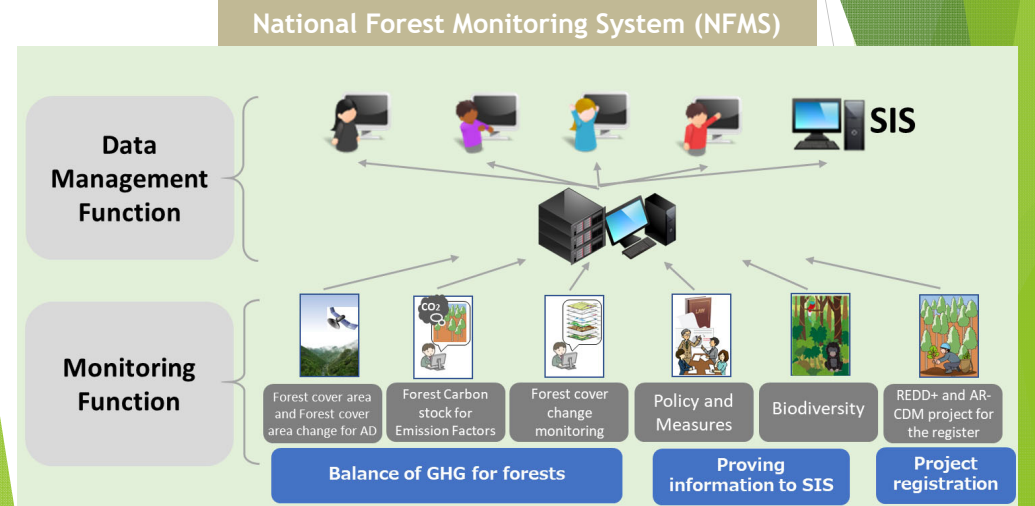 National Forest Monitoring System (NFMS)
Data
Management
Function
SIS
Monitoring
Function
CO2
LAW
Forest cover area
and Forest cover
area change for AD
Forest Carbon
stock for
Emission Factors
Forest cover
change
monitoring
Policy and
Measures
Biodiversity
REDD+ and AR-
CDM project for
the register
Balance of GHG for forests
Proving
information to SIS
Project
registration